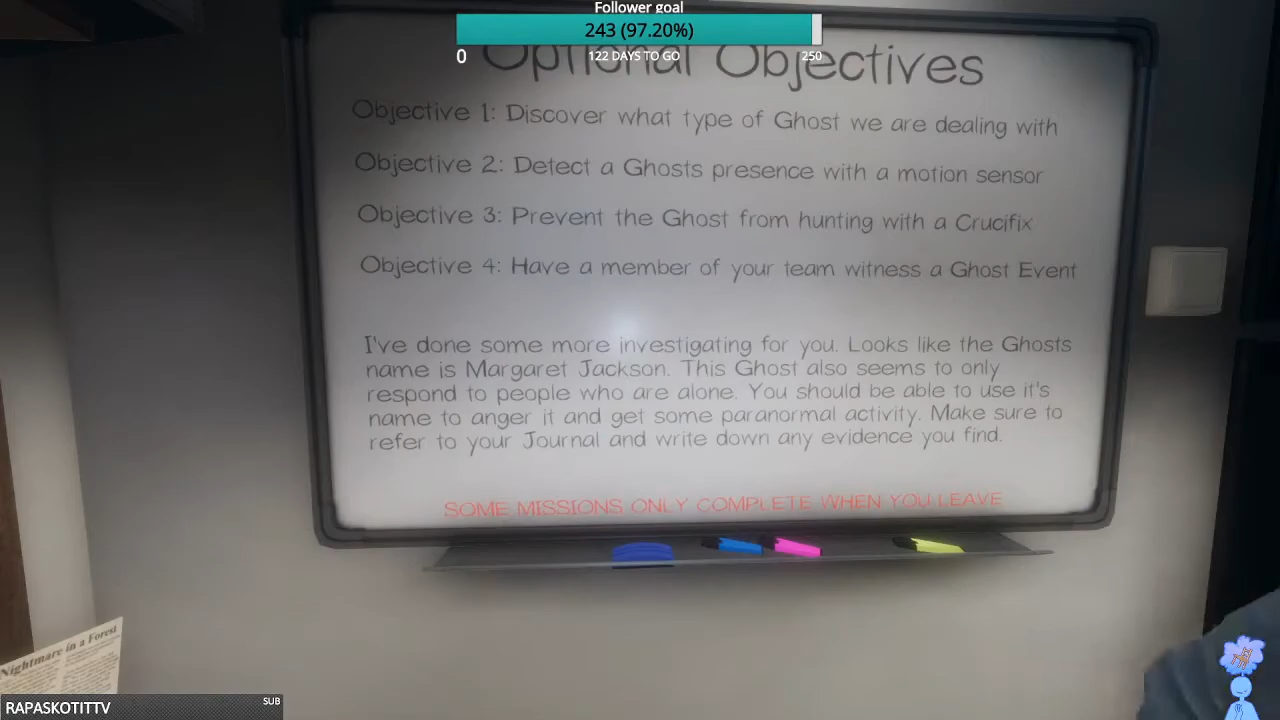 Follower goal
243 (97.20%)
0 122 DAYS TO GO 250
Optional Objectives
Objective 1: Discover what type of Ghost we are dealing with
Objective 2: Detect a Ghosts presence with a motion sensor
Objective 3: Prevent the Ghost from hunting with a Crucifix
Objective 4: Have a member of your team witness a Ghost Event
I've done some more investigating for you. Looks like the Ghosts
name is Margaret Jackson. This Ghost also seems to only
respond to people who are alone. You should be able to use it's
name to anger it and get some paranormal activity. Make sure to
refer to your Journal and write down any evidence you find.
SOME MISSIONS ONLY COMPLETE WHEN YOU LEAVE
Nightmare in a Forest
RAPASKOTITTV SUB